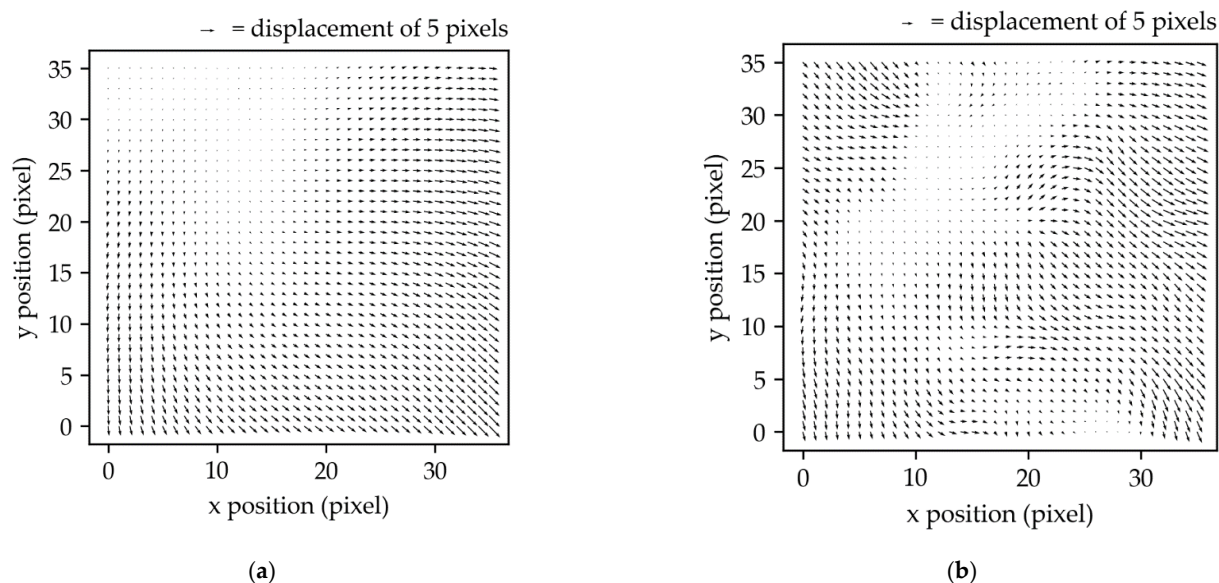 → = displacement of 5 pixels
35
30
25
20
15
10
5
0
y position (pixel)
0 10 20 30
x position (pixel)
(a)
→ = displacement of 5 pixels
35
30
25
20
15
10
5
0
y position (pixel)
0 10 20 30
x position (pixel)
(b)